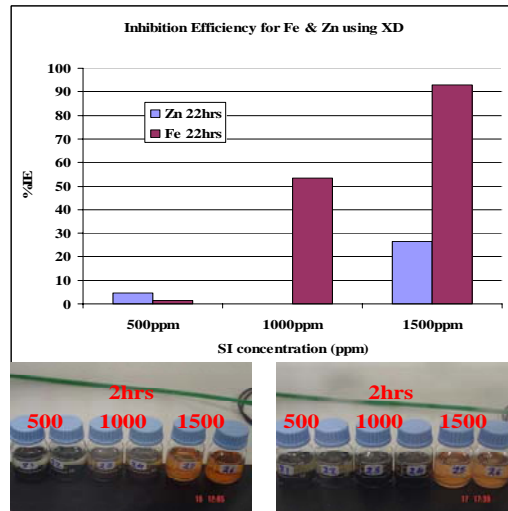 Inhibition Efficiency for Fe & Zn using XD
100
90
80
70
60
50
40
30
20
10
0
%IE
Zn 22hrs
Fe 22hrs
500ppm 1000ppm 1500ppm
SI concentration (ppm)
2hrs
500 1000 1500
2hrs
500 1000 1500